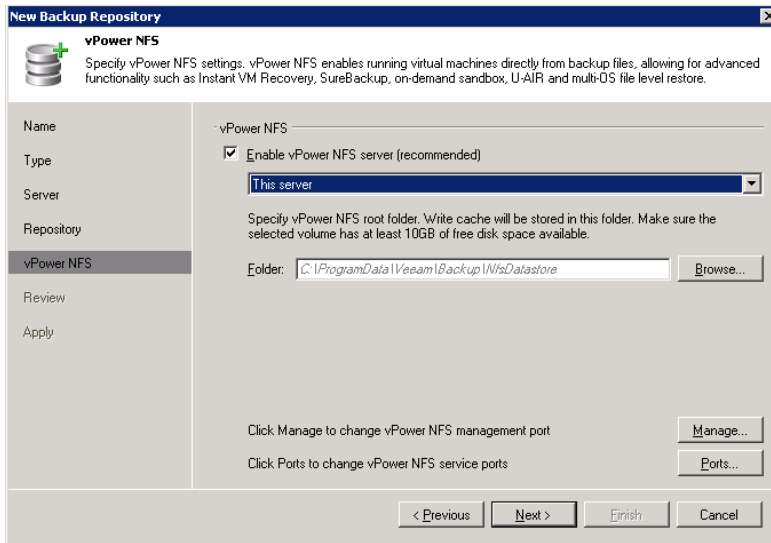 New Backup Repository
vPower NFS
Specify vPower NFS settings. vPower NFS enables running virtual machines directly from backup files, allowing for advanced
functionality such as Instant VM Recovery, SureBackup, on-demand sandbox, U-AIR and multi-OS file level restore.
Name
Type
Server
Repository
vPower NFS
Review
Apply
vPower NFS
Enable vPower NFS server (recommended)
This server
Specify vPower NFS root folder. Write cache will be stored in this folder. Make sure the
selected volume has at least 10GB of free disk space available.
Folder: C:\ProgramData\Veeam\Backup\NfsDatastore Browse...
Click Manage to change vPower NFS management port Manage...
Click Ports to change vPower NFS service ports Ports...
< Previous Next > Finish Cancel